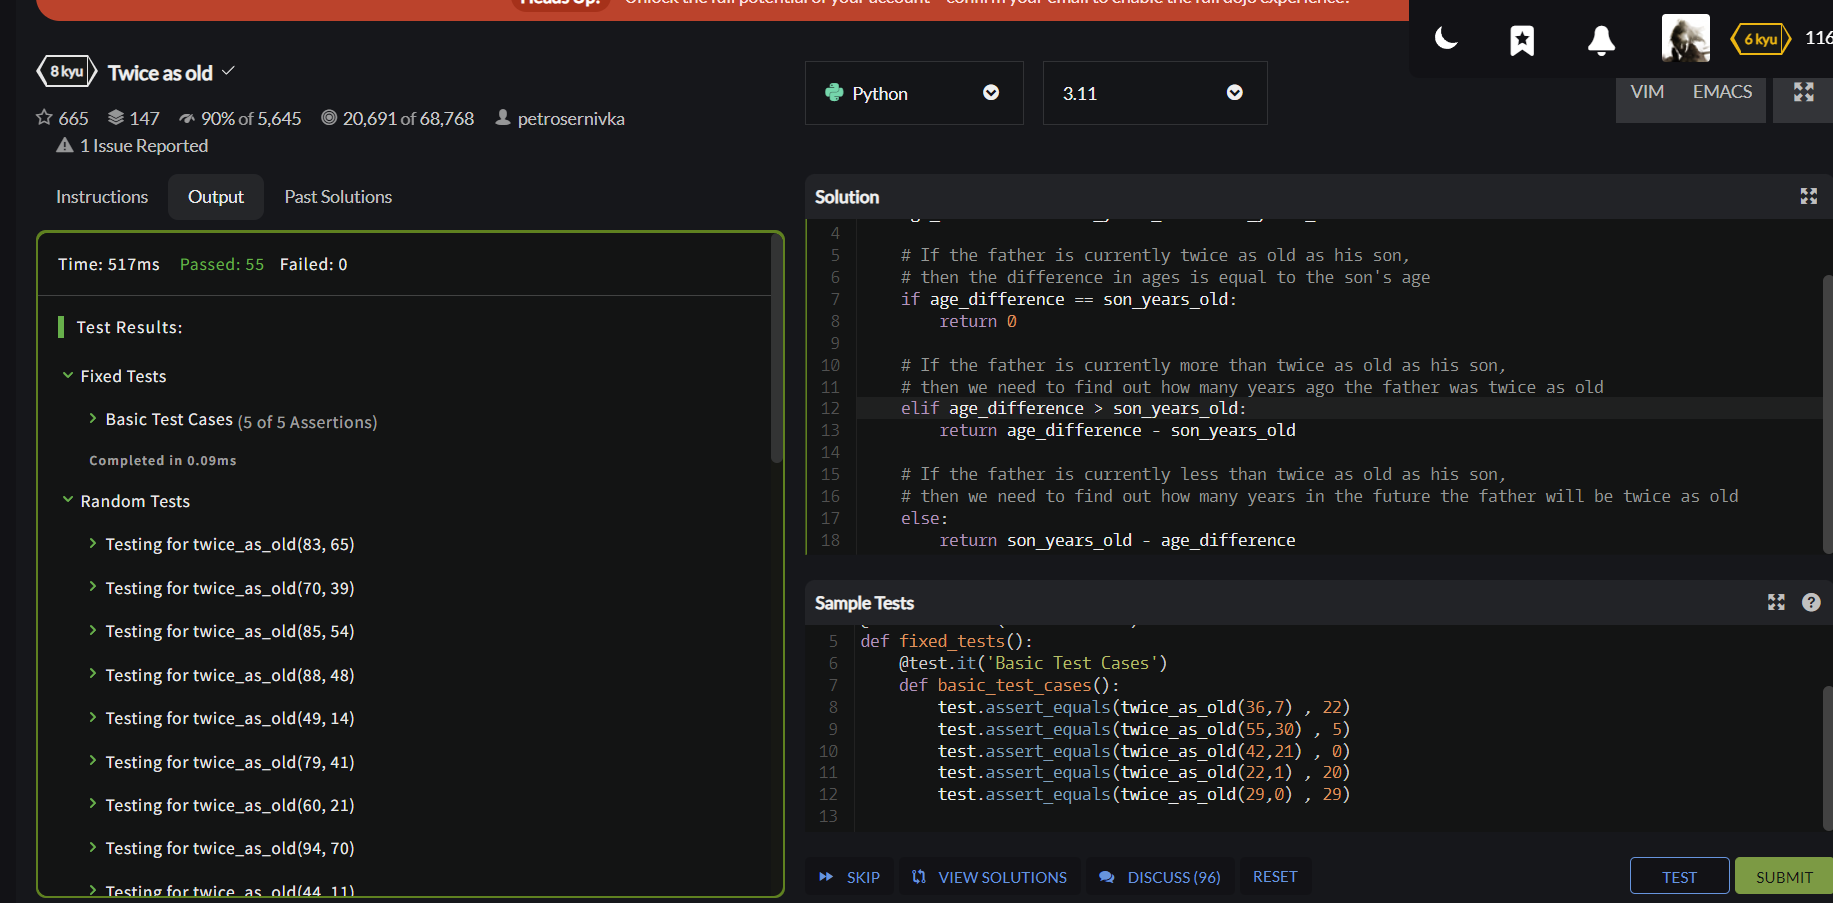 Heads Up! Unlock the full potential of your account - confirm your email to enable the full dojo experience!
116
6 kyu
8 kyu Twice as old
665 147 90% of 5,645 20,691 of 68,768 petrosernivka
1 Issue Reported
Python
3.11
VIM EMACS
Instructions Output Past Solutions
Time: 517ms Passed: 55 Failed: 0
Test Results:
Fixed Tests
Basic Test Cases (5 of 5 Assertions)
Completed in 0.09ms
Random Tests
Testing for twice_as_old(83, 65)
Testing for twice_as_old(70, 39)
Testing for twice_as_old(85, 54)
Testing for twice_as_old(88, 48)
Testing for twice_as_old(49, 14)
Testing for twice_as_old(79, 41)
Testing for twice_as_old(60, 21)
Testing for twice_as_old(94, 70)
Testing for twice_as_old(44, 11)
Solution
4
5 # If the father is currently twice as old as his son,
6 # then the difference in ages is equal to the son's age
7 if age_difference == son_years_old:
8 return 0
9
10 # If the father is currently more than twice as old as his son,
11 # then we need to find out how many years ago the father was twice as old
12 elif age_difference > son_years_old:
13 return age_difference - son_years_old
14
15 # If the father is currently less than twice as old as his son,
16 # then we need to find out how many years in the future the father will be twice as old
17 else:
18 return son_years_old - age_difference
Sample Tests
5 def fixed_tests():
6 @test.it('Basic Test Cases')
7 def basic_test_cases():
8 test.assert_equals(twice_as_old(36,7) , 22)
9 test.assert_equals(twice_as_old(55,30) , 5)
10 test.assert_equals(twice_as_old(42,21) , 0)
11 test.assert_equals(twice_as_old(22,1) , 20)
12 test.assert_equals(twice_as_old(29,0) , 29)
13
SKIP VIEW SOLUTIONS DISCUSS (96) RESET TEST SUBMIT